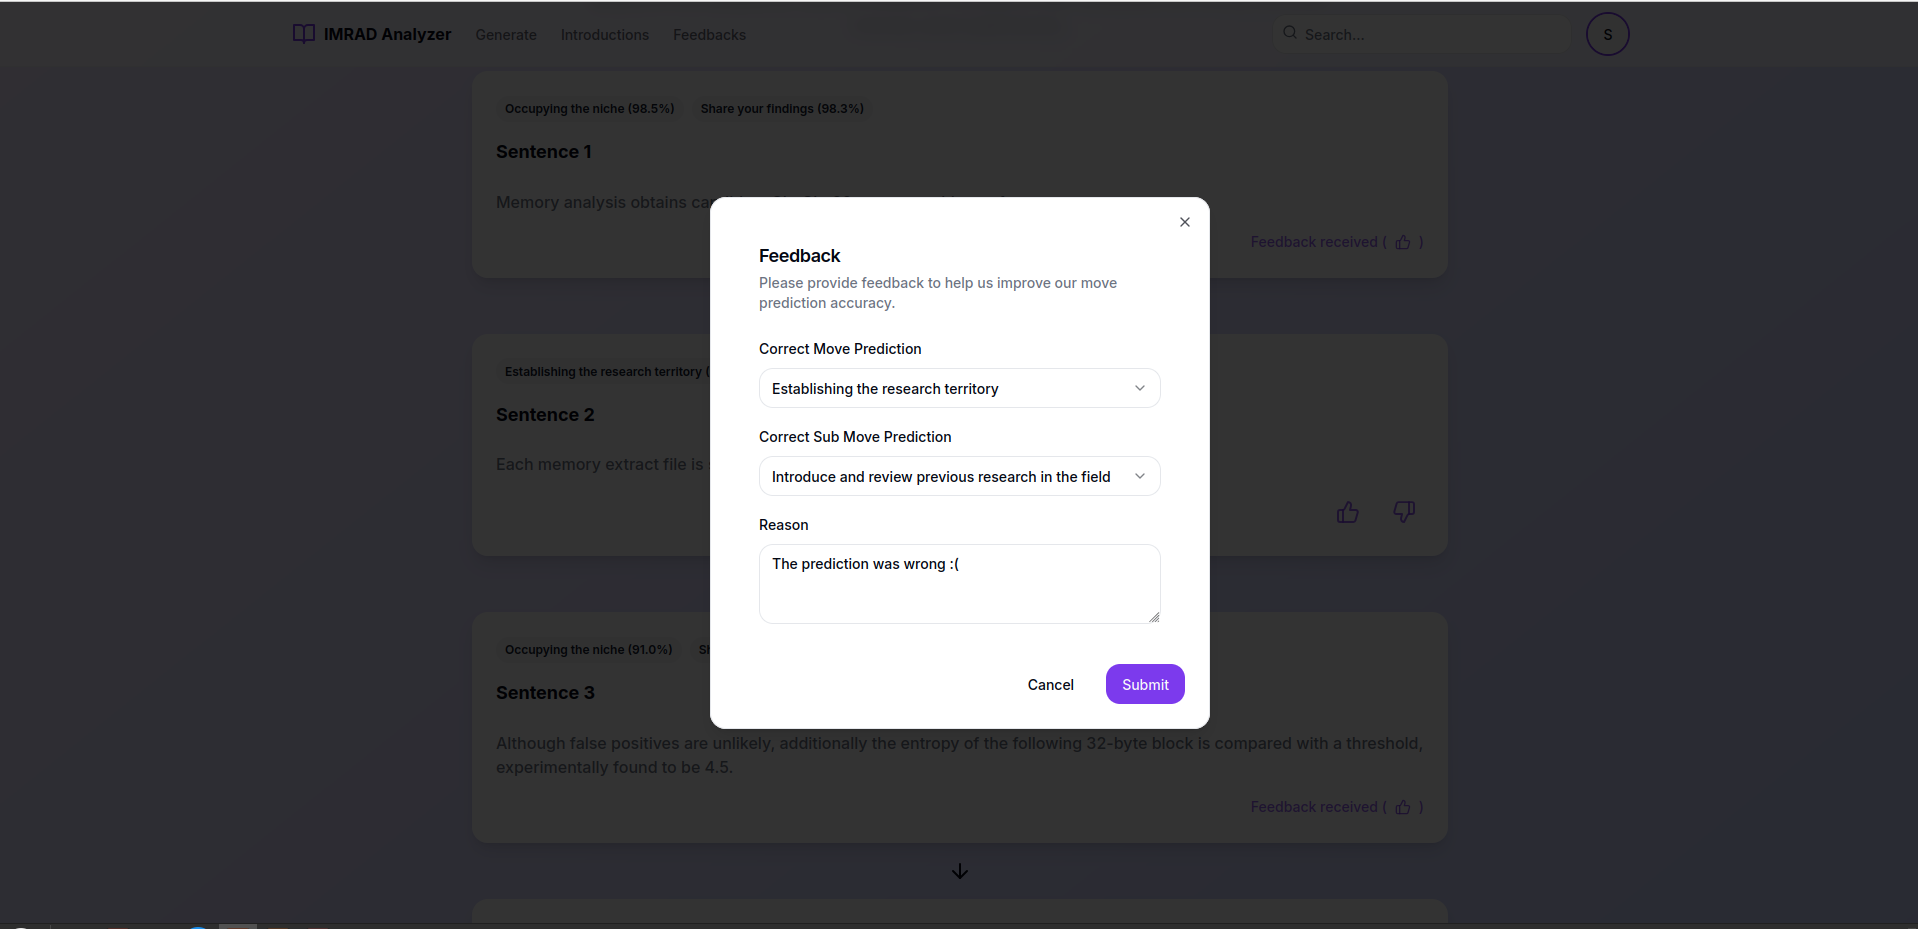 IMRAD Analyzer
Generate
Introductions
Feedbacks
Search...
S
Occupying the niche (98.5%)
Share your findings (98.3%)
Sentence 1
Memory analysis obtains
Feedback received ( )
Establishing the research territory (
Sentence 2
Each memory extract file is
Occupying the niche (91.0%)
Sentence 3
Although false positives are unlikely, additionally the entropy of the following 32-byte block is compared with a threshold,
experimentally found to be 4.5.
Feedback received ( )
Feedback
Please provide feedback to help us improve our move
prediction accuracy.
Correct Move Prediction
Establishing the research territory
Correct Sub Move Prediction
Introduce and review previous research in the field
Reason
The prediction was wrong :(
Cancel
Submit